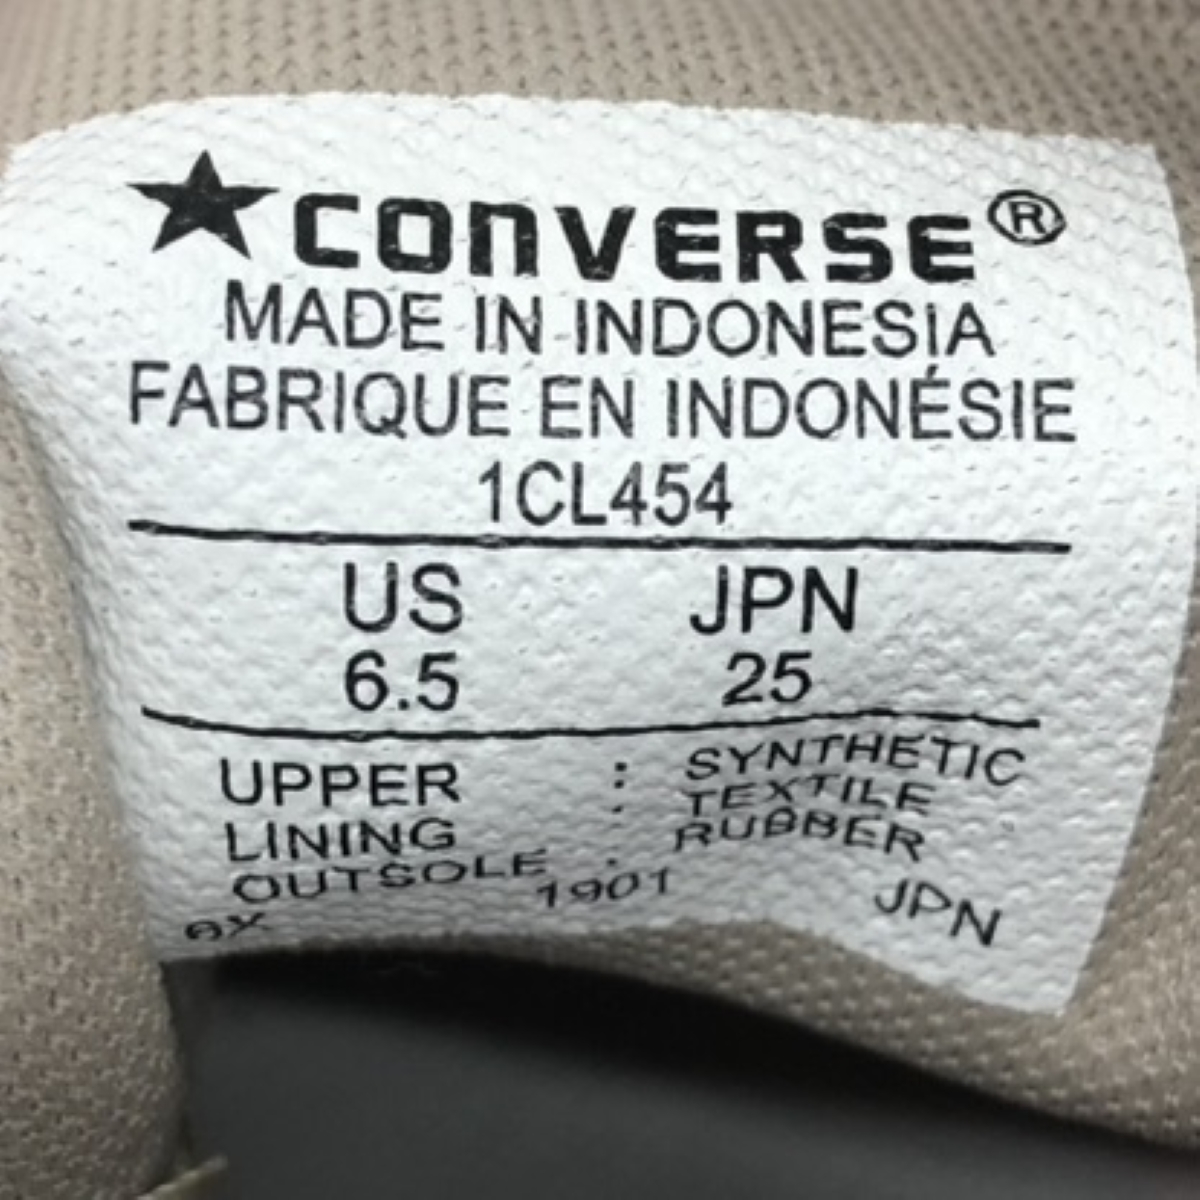 CONVERSE®
MADE IN INDONESIA
FABRIQUE EN INDONÉSIE
1CL454
US JPN
6.5 25
UPPER : SYNTHETIC
LINING : TEXTILE
OUTSOLE : RUBBER
1901 JPN